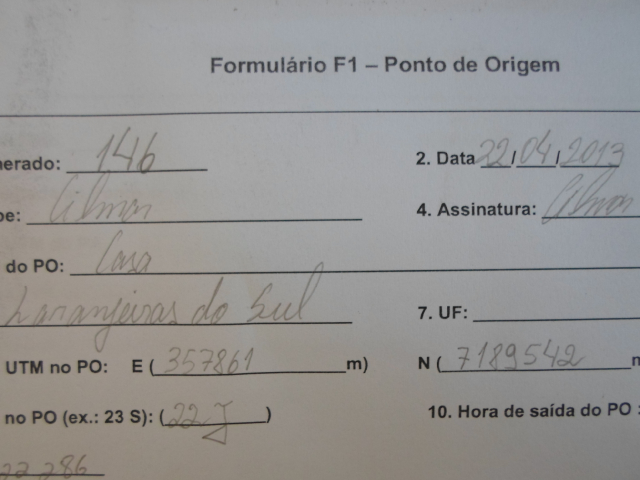 Formulário F1 – Ponto de Origem
nerado: 146 2. Data 22/04/2013
pe: Gilmar 4. Assinatura: Gilmar
do PO: Casa
Laranjeiras do Sul 7. UF:
UTM no PO: E (357861 m) N (7189542 m
no PO (ex.: 23 S): (22 J) 10. Hora de saída do PO :
22 286